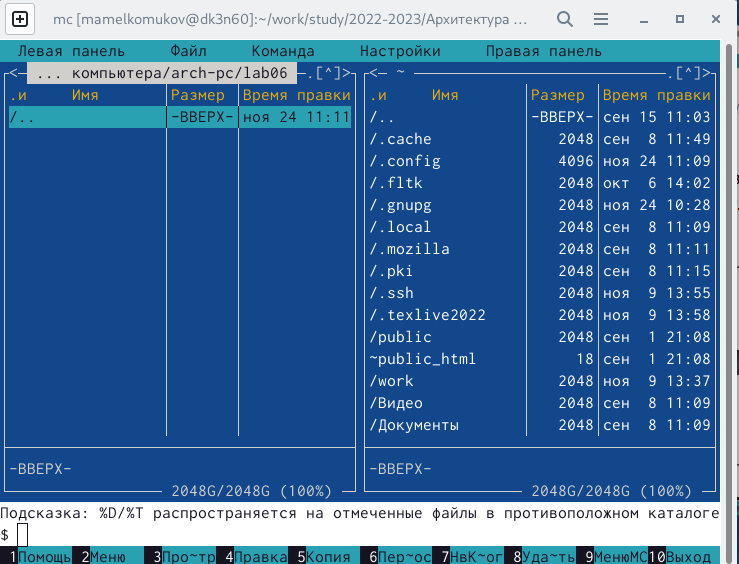 mc [mamelkomukov@dk3n60]:~/work/study/2022-2023/Архитектура ...
Левая панель Файл Команда Настройки Правая панель
<— ... компьютера/arch-pc/lab06 —.[^]> <— ~ —.[^]>
.и Имя Размер Время правки .и Имя Размер Время правки
/.. -ВВЕРХ- ноя 24 11:11 /.. -ВВЕРХ- сен 15 11:03
/.cache 2048 сен 8 11:49
/.config 4096 ноя 24 11:09
/.fltk 2048 окт 6 14:02
/.gnupg 2048 ноя 24 10:28
/.local 2048 сен 8 11:09
/.mozilla 2048 сен 8 11:11
/.pki 2048 сен 8 11:15
/.ssh 2048 ноя 9 13:55
/.texlive2022 2048 ноя 9 13:58
/public 2048 сен 1 21:08
~public_html 18 сен 1 21:08
/work 2048 ноя 9 13:37
/Видео 2048 сен 8 11:09
/Документы 2048 сен 8 11:09
-ВВЕРХ- -ВВЕРХ-
2048G/2048G (100%) 2048G/2048G (100%)
Подсказка: %D/%T распространяется на отмеченные файлы в противоположном каталоге
$
1Помощь 2Меню 3Про~тр 4Правка 5Копия 6Пер~ос 7НвК~ог 8Уда~ть 9МенюMC 10Выход